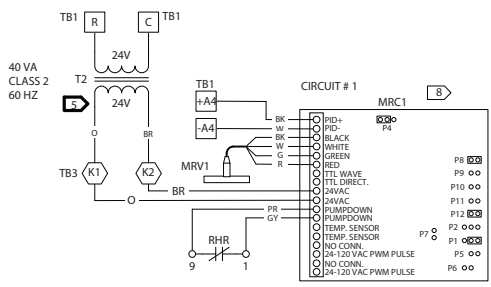 TB1 R C TB1
24V
40 VA
CLASS 2
60 HZ
T2
5
24V
O BR
TB3 K1 K2
BR
O
TB1
+A4
-A4
MRV1
CIRCUIT # 1
8
MRC1
BK PID+
W PID-
BK BLACK
W WHITE
G GREEN
R RED
TTL WAVE
TTL DIRECT.
24VAC
24VAC
PR PUMPDOWN
GY PUMPDOWN
TEMP. SENSOR
TEMP. SENSOR
NO CONN.
24-120 VAC PWM PULSE
NO CONN.
24-120 VAC PWM PULSE
RHR
9 1
P4
P8
P9
P10
P11
P12
P2
P7
P1
P5
P6